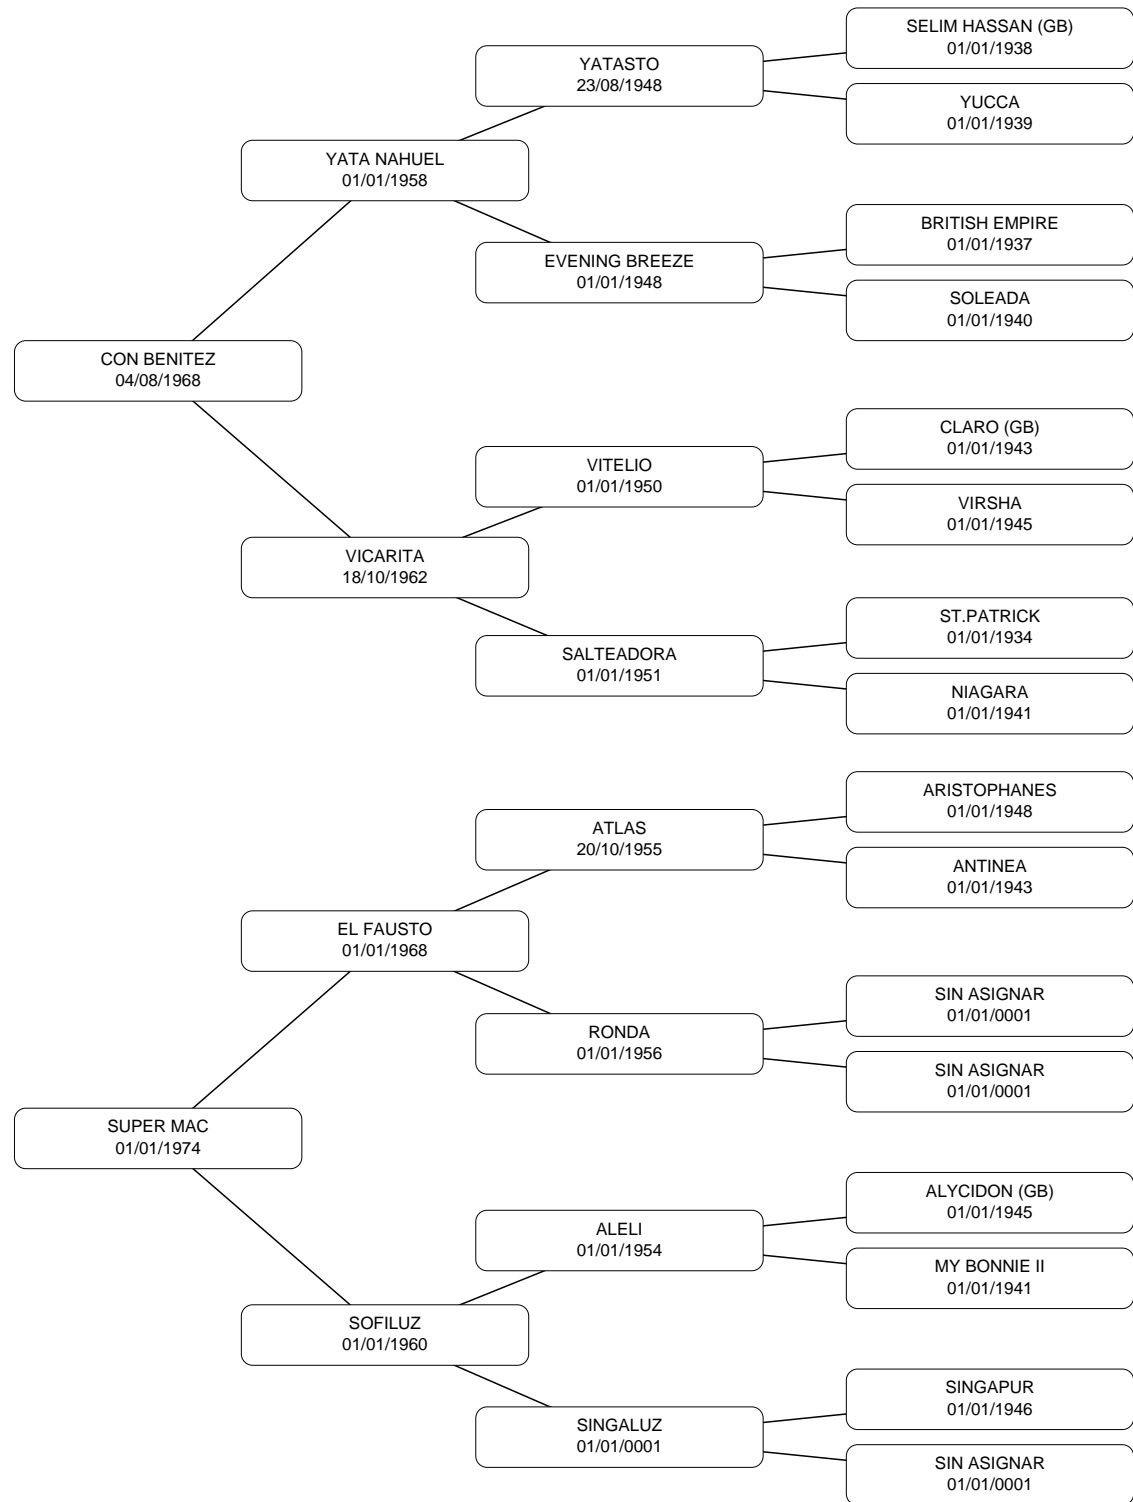 SELIM HASSAN (GB)
01/01/1938
YATASTO
23/08/1948
YUCCA
01/01/1939
YATA NAHUEL
01/01/1958
BRITISH EMPIRE
01/01/1937
EVENING BREEZE
01/01/1948
SOLEADA
01/01/1940
CON BENITEZ
04/08/1968
CLARO (GB)
01/01/1943
VITELIO
01/01/1950
VIRSHA
01/01/1945
VICARITA
18/10/1962
ST.PATRICK
01/01/1934
SALTEADORA
01/01/1951
NIAGARA
01/01/1941
ARISTOPHANES
01/01/1948
ATLAS
20/10/1955
ANTINEA
01/01/1943
EL FAUSTO
01/01/1968
SIN ASIGNAR
01/01/0001
RONDA
01/01/1956
SIN ASIGNAR
01/01/0001
SUPER MAC
01/01/1974
ALYCIDON (GB)
01/01/1945
ALELI
01/01/1954
MY BONNIE II
01/01/1941
SOFILUZ
01/01/1960
SINGAPUR
01/01/1946
SINGALUZ
01/01/0001
SIN ASIGNAR
01/01/0001